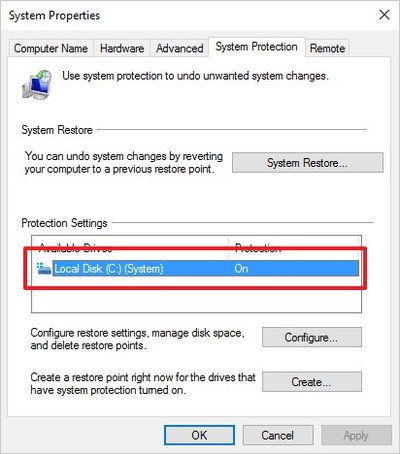 System Properties
Computer Name Hardware Advanced System Protection Remote
Use system protection to undo unwanted system changes.
System Restore
You can undo system changes by reverting
your computer to a previous restore point.
System Restore...
Protection Settings
Available Drives Protection
Local Disk (C:) (System) On
Configure restore settings, manage disk space,
and delete restore points.
Configure...
Create a restore point right now for the drives that
have system protection turned on.
Create...
OK Cancel Apply